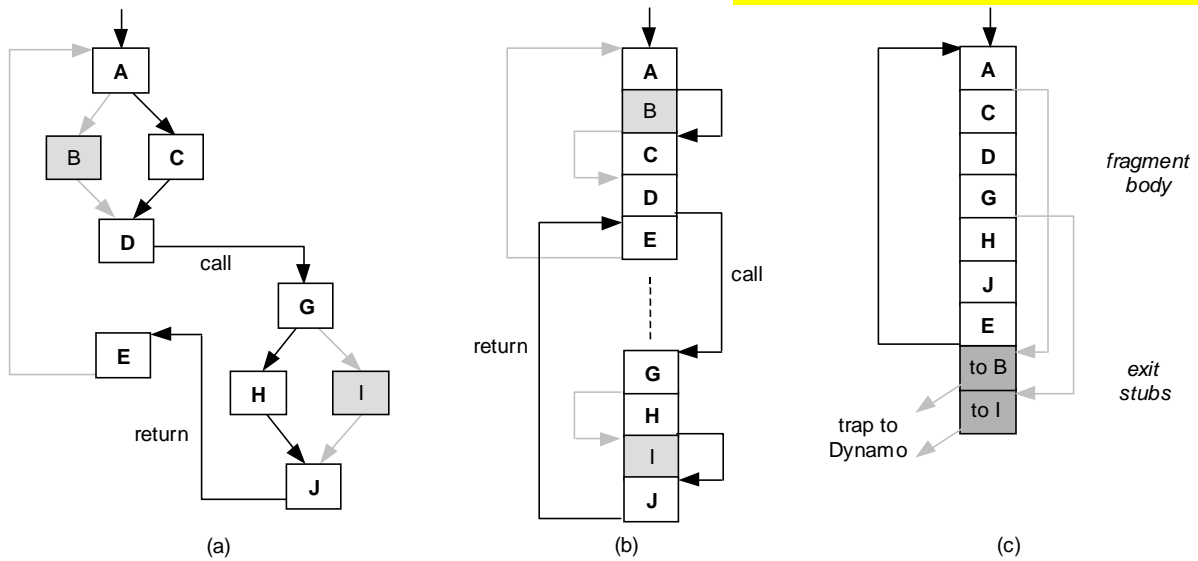 A
B
C
D
call
G
E
H
I
return
J
(a)
A
B
C
D
E
call
return
G
H
I
J
(b)
A
C
D
G
H
J
E
to B
to I
fragment
body
exit
stubs
trap to
Dynamo
(c)